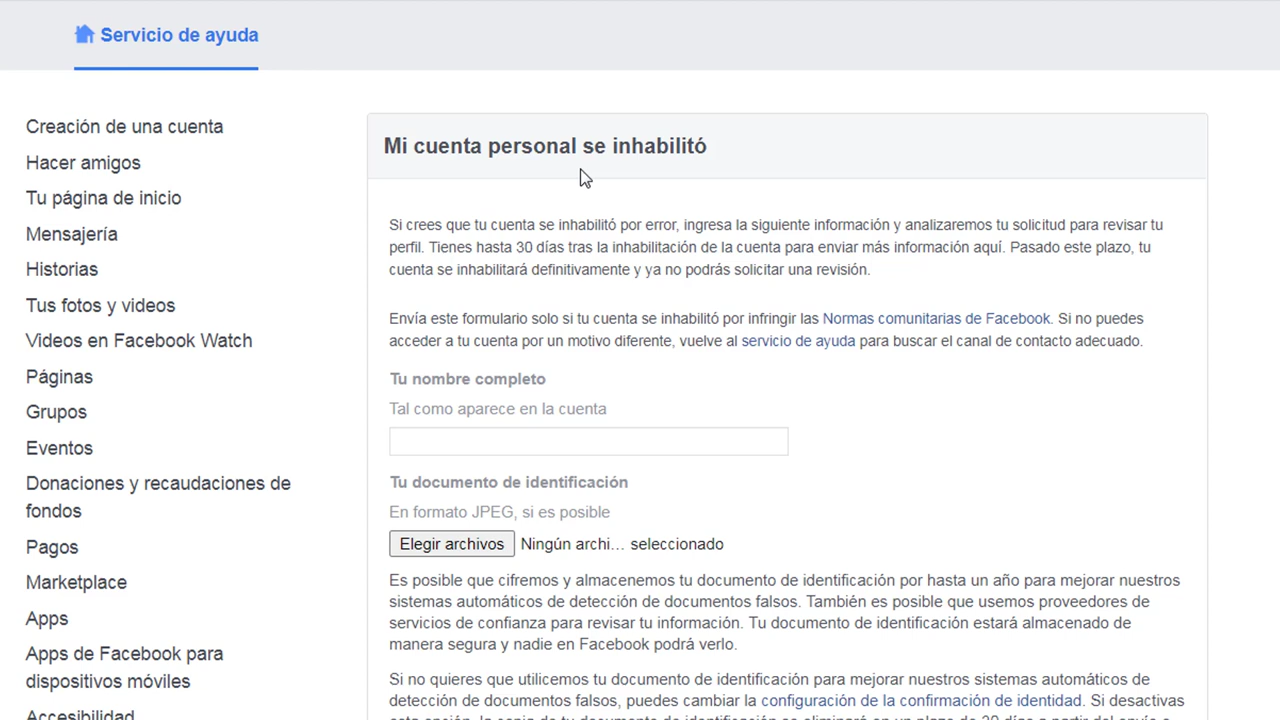 Servicio de ayuda
Creación de una cuenta
Hacer amigos
Tu página de inicio
Mensajería
Historias
Tus fotos y videos
Videos en Facebook Watch
Páginas
Grupos
Eventos
Donaciones y recaudaciones de
fondos
Pagos
Marketplace
Apps
Apps de Facebook para
dispositivos móviles
Accesibilidad
Mi cuenta personal se inhabilitó
Si crees que tu cuenta se inhabilitó por error, ingresa la siguiente información y analizaremos tu solicitud para revisar tu
perfil. Tienes hasta 30 días tras la inhabilitación de la cuenta para enviar más información aquí. Pasado este plazo, tu
cuenta se inhabilitará definitivamente y ya no podrás solicitar una revisión.
Envía este formulario solo si tu cuenta se inhabilitó por infringir las Normas comunitarias de Facebook. Si no puedes
acceder a tu cuenta por un motivo diferente, vuelve al servicio de ayuda para buscar el canal de contacto adecuado.
Tu nombre completo
Tal como aparece en la cuenta
Tu documento de identificación
En formato JPEG, si es posible
Elegir archivos Ningún archi... seleccionado
Es posible que cifremos y almacenemos tu documento de identificación por hasta un año para mejorar nuestros
sistemas automáticos de detección de documentos falsos. También es posible que usemos proveedores de
servicios de confianza para revisar tu información. Tu documento de identificación estará almacenado de
manera segura y nadie en Facebook podrá verlo.
Si no quieres que utilicemos tu documento de identificación para mejorar nuestros sistemas automáticos de
detección de documentos falsos, puedes cambiar la configuración de la confirmación de identidad. Si desactivas